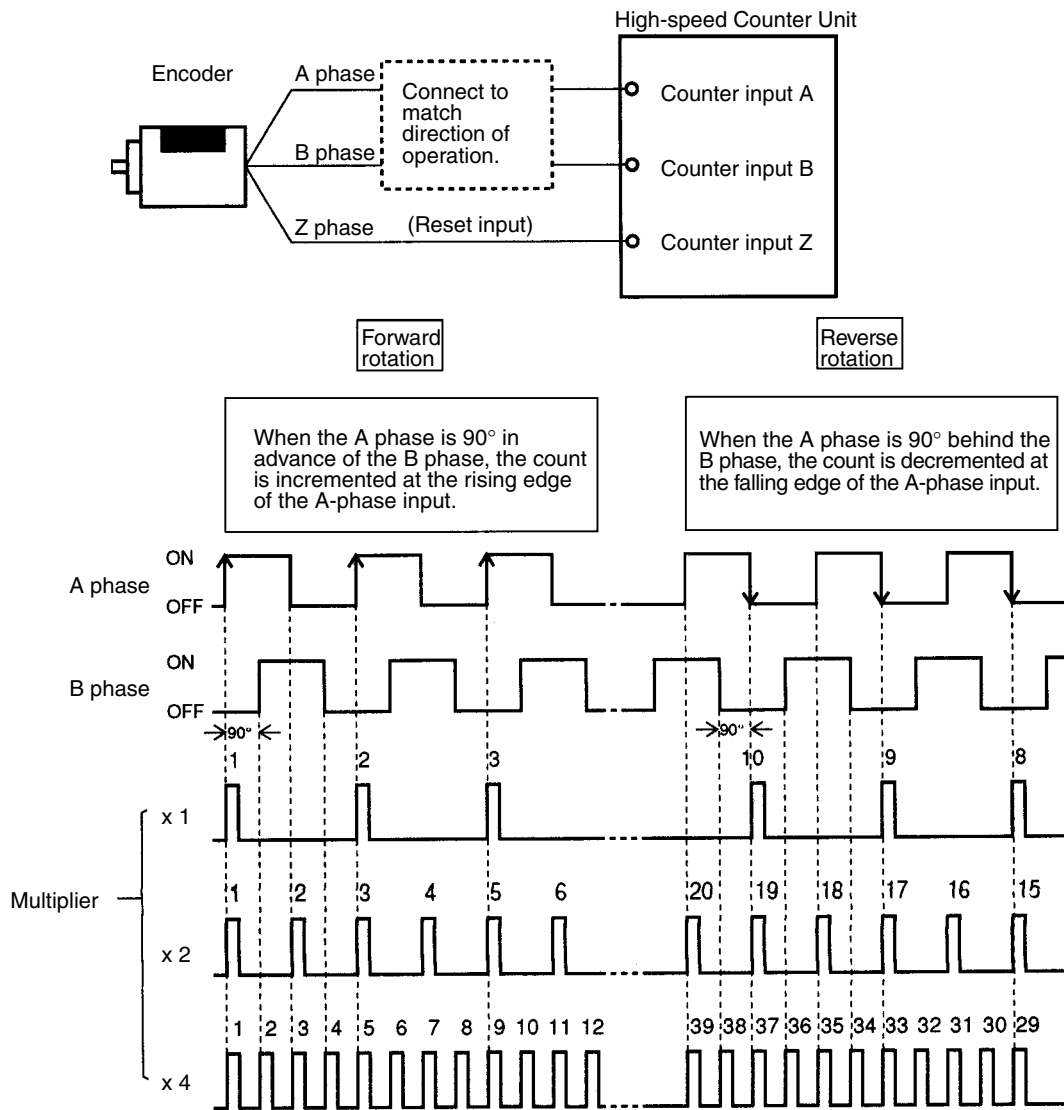 High-speed Counter Unit
Encoder
A phase
Connect to
match
direction of
operation.
Counter input A
B phase
Counter input B
Z phase
(Reset input)
Counter input Z
Forward
rotation
Reverse
rotation
When the A phase is 90° in
advance of the B phase, the count
is incremented at the rising edge
of the A-phase input.
When the A phase is 90° behind the
B phase, the count is decremented at
the falling edge of the A-phase input.
A phase
ON
OFF
B phase
ON
OFF
90° 90°
1 2 3 10 9 8
x 1
Multiplier
1 2 3 4 5 6 20 19 18 17 16 15
x 2
1 2 3 4 5 6 7 8 9 10 11 12 39 38 37 36 35 34 33 32 31 30 29
x 4